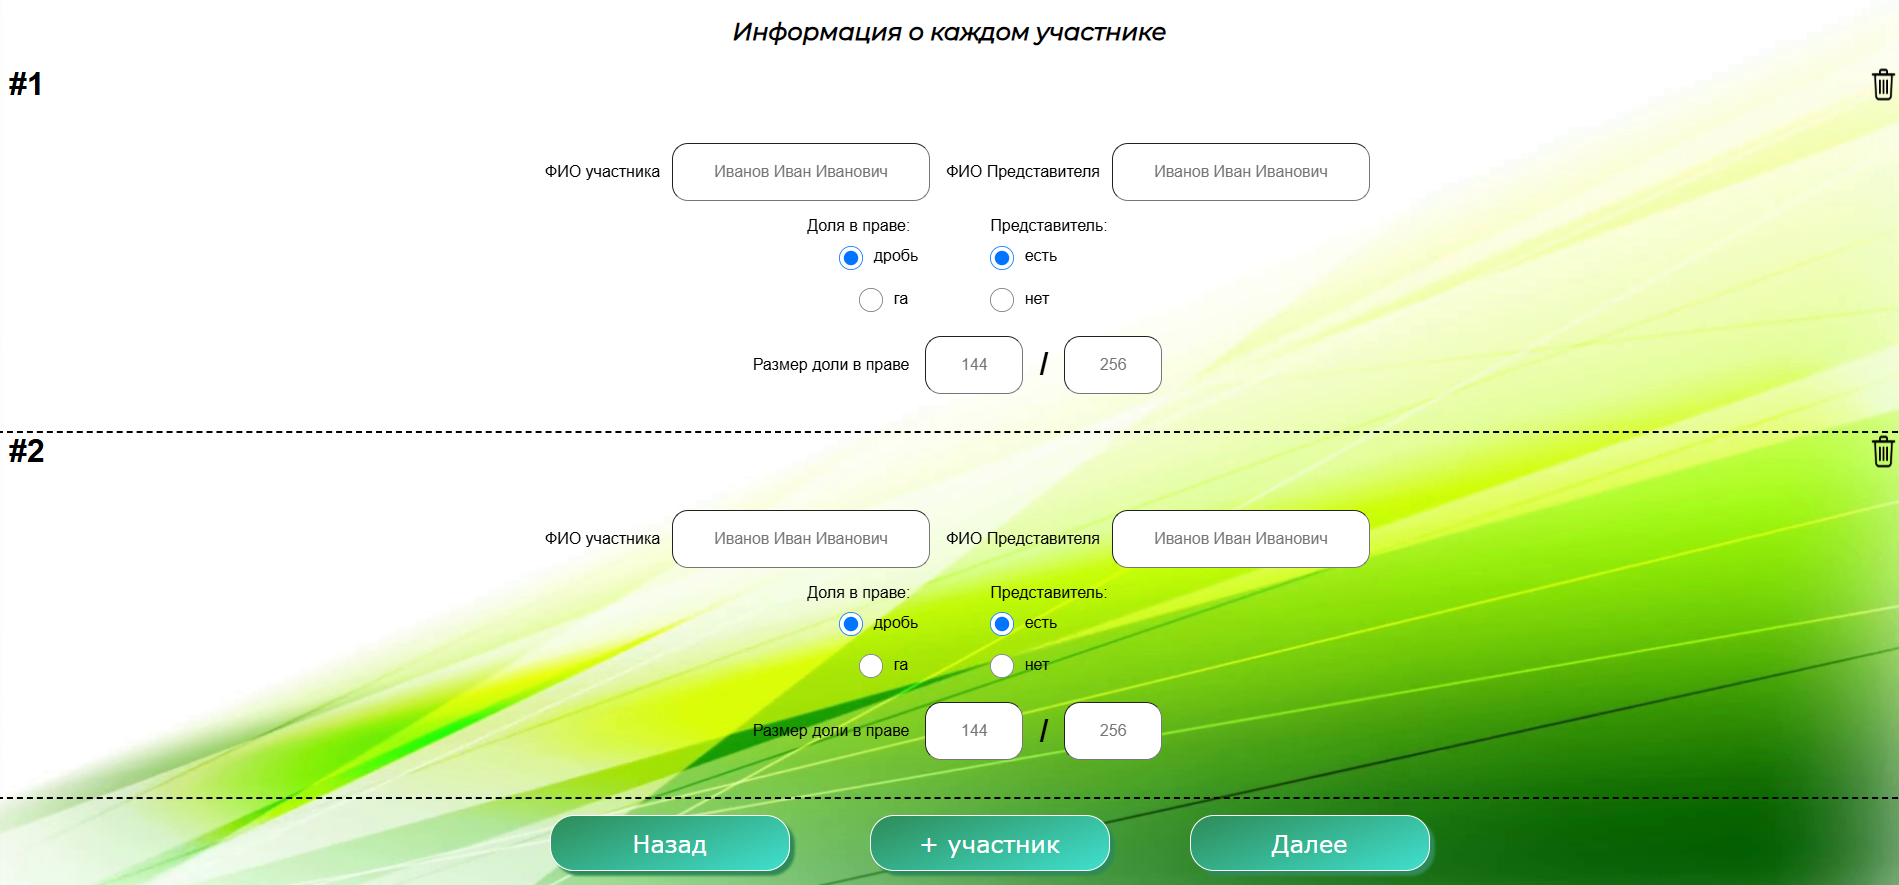 Информация о каждом участнике
#1
ФИО участника Иванов Иван Иванович ФИО Представителя Иванов Иван Иванович
Доля в праве: Представитель:
дробь есть
га нет
Размер доли в праве 144 / 256
#2
ФИО участника Иванов Иван Иванович ФИО Представителя Иванов Иван Иванович
Доля в праве: Представитель:
дробь есть
га нет
Размер доли в праве 144 / 256
Назад + участник Далее